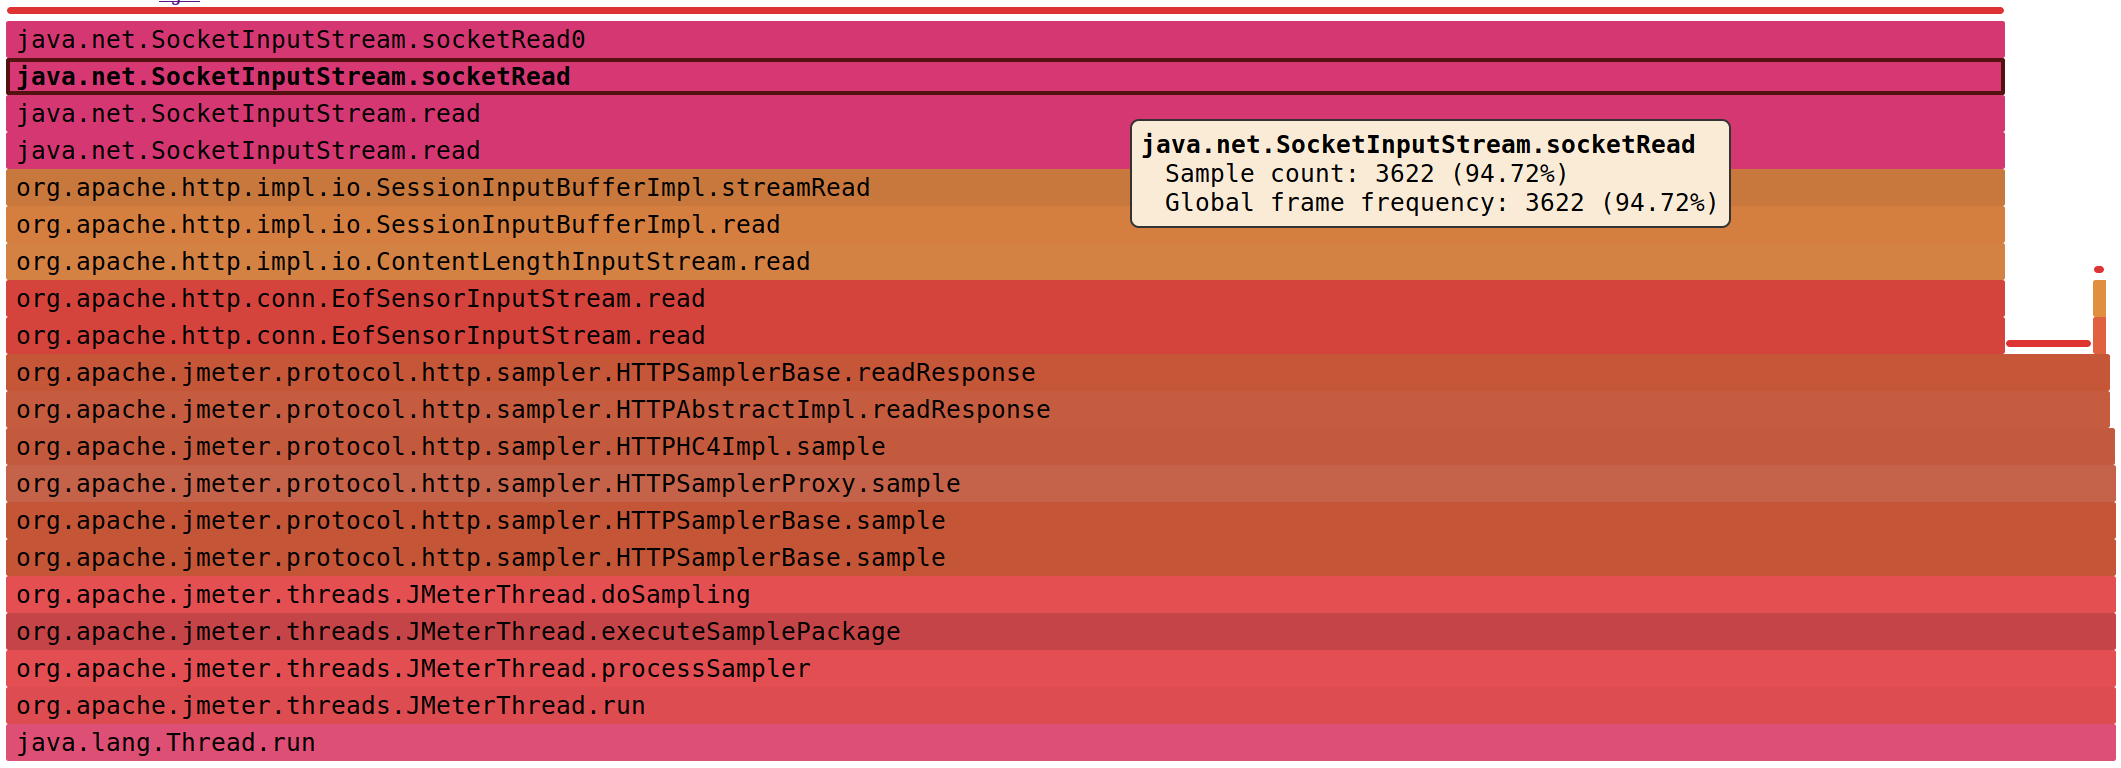 java.net.SocketInputStream.socketRead0
java.net.SocketInputStream.socketRead
java.net.SocketInputStream.read
java.net.SocketInputStream.read
java.net.SocketInputStream.socketRead
Sample count: 3622 (94.72%)
Global frame frequency: 3622 (94.72%)
org.apache.http.impl.io.SessionInputBufferImpl.streamRead
org.apache.http.impl.io.SessionInputBufferImpl.read
org.apache.http.impl.io.ContentLengthInputStream.read
org.apache.http.conn.EofSensorInputStream.read
org.apache.http.conn.EofSensorInputStream.read
org.apache.jmeter.protocol.http.sampler.HTTPSamplerBase.readResponse
org.apache.jmeter.protocol.http.sampler.HTTPAbstractImpl.readResponse
org.apache.jmeter.protocol.http.sampler.HTTPHC4Impl.sample
org.apache.jmeter.protocol.http.sampler.HTTPSamplerProxy.sample
org.apache.jmeter.protocol.http.sampler.HTTPSamplerBase.sample
org.apache.jmeter.protocol.http.sampler.HTTPSamplerBase.sample
org.apache.jmeter.threads.JMeterThread.doSampling
org.apache.jmeter.threads.JMeterThread.executeSamplePackage
org.apache.jmeter.threads.JMeterThread.processSampler
org.apache.jmeter.threads.JMeterThread.run
java.lang.Thread.run